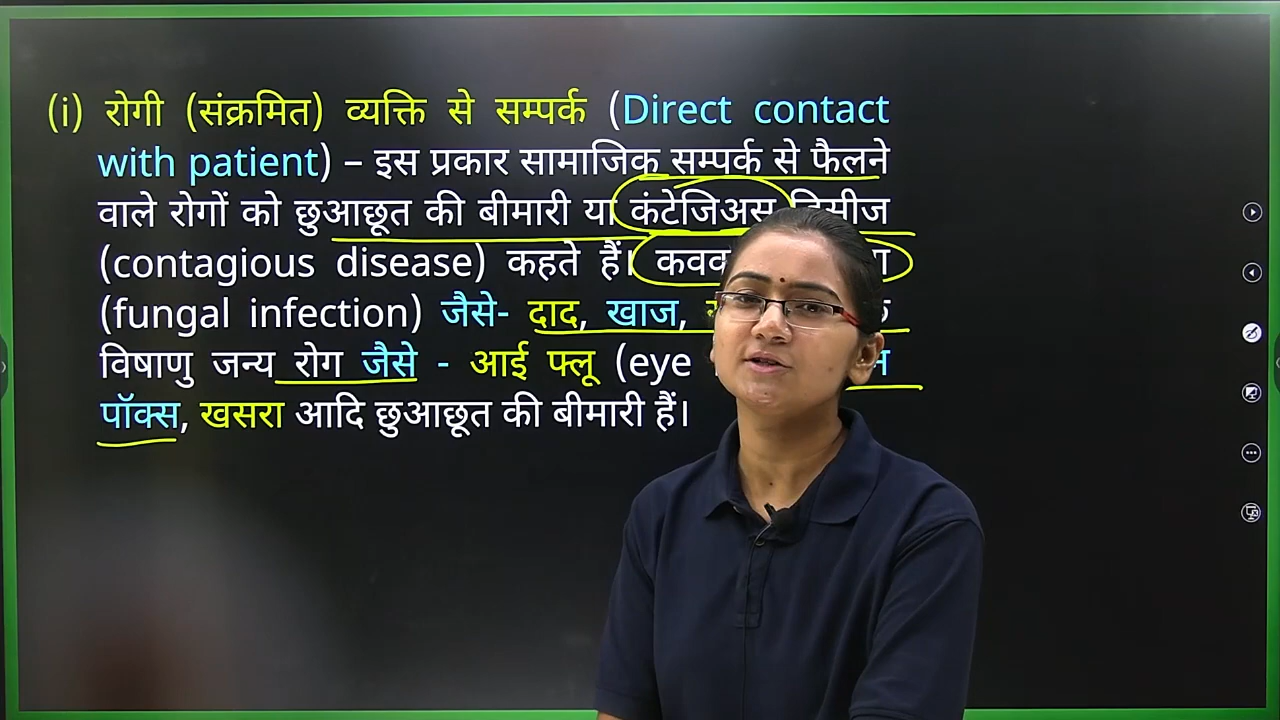 (i) रोगी (संक्रमित) व्यक्ति से सम्पर्क (Direct contact
with patient) – इस प्रकार सामाजिक सम्पर्क से फैलने
वाले रोगों को छुआछूत की बीमारी या कंटेजिअस डिसीज
(contagious disease) कहते हैं।
(fungal infection) जैसे- दाद, खाज,
विषाणु जन्य रोग जैसे - आई फ्लू (eye
पॉक्स, खसरा आदि छुआछूत की बीमारी हैं।